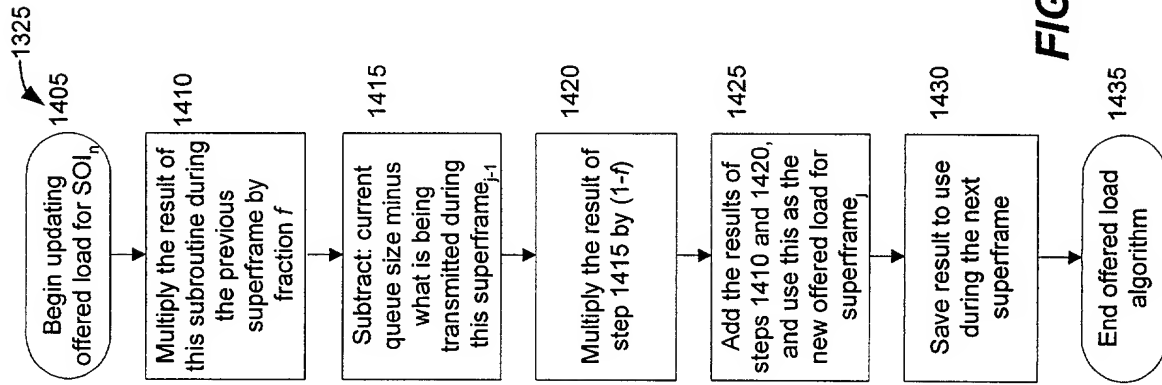 1325
1405
Begin updating
offered load for SOIn
1410
Multiply the result of
this subroutine during
the previous
superframe by
fraction f
1415
Subtract: current
queue size minus
what is being
transmitted during
this superframej-1
1420
Multiply the result of
step 1415 by (1-f)
1425
Add the results of
steps 1410 and 1420,
and use this as the
new offered load for
superframej
1430
Save result to use
during the next
superframe
1435
End offered load
algorithm
FIG